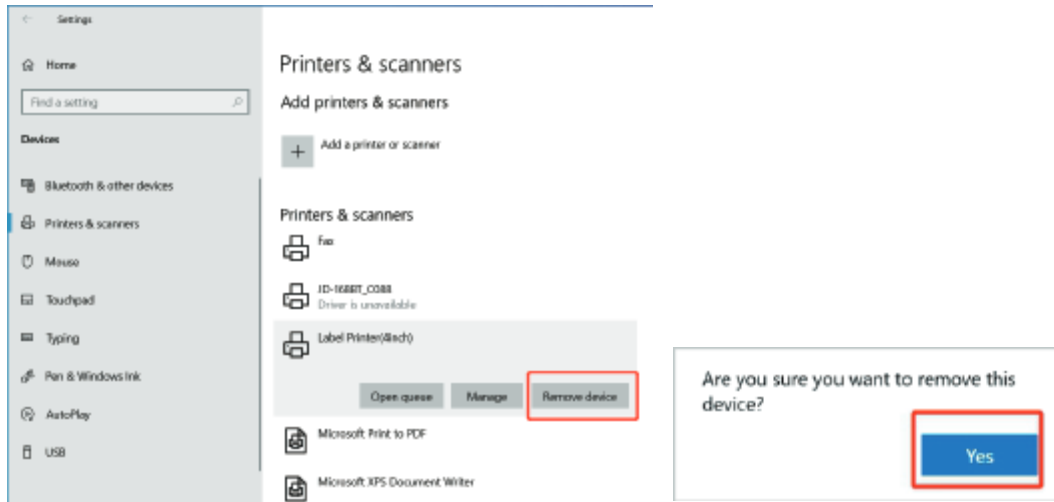 Settings
Home
Find a setting
Devices
Bluetooth & other devices
Printers & scanners
Mouse
Touchpad
Typing
Pen & Windows Ink
AutoPlay
USB
Printers & scanners
Add printers & scanners
Add a printer or scanner
Printers & scanners
Fax
Driver is unavailable
Label Printer(4inch)
Open queue Manage Remove device
Microsoft Print to PDF
Microsoft XPS Document Writer
Are you sure you want to remove this
device?
Yes